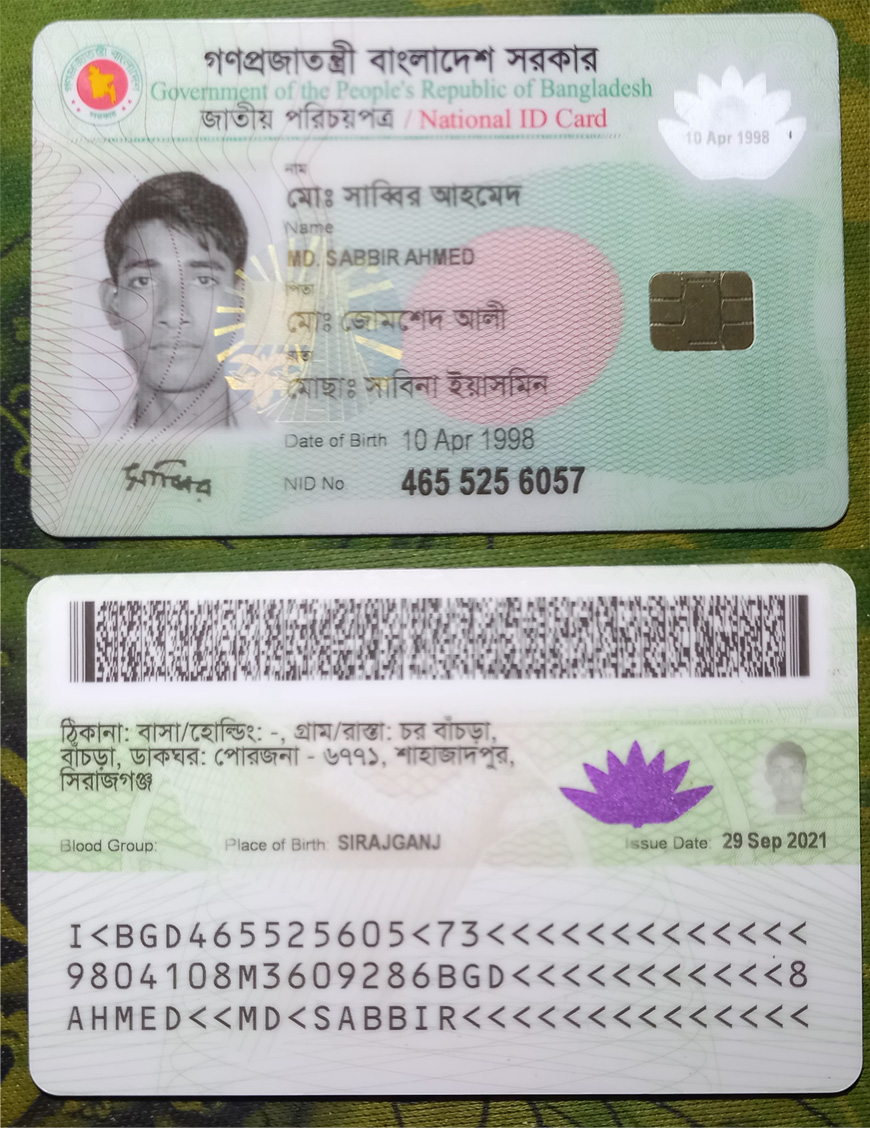 গণপ্রজাতন্ত্রী বাংলাদেশ সরকার
Government of the People's Republic of Bangladesh
জাতীয় পরিচয়পত্র / National ID Card
10 Apr 1998
নাম
মোঃ সাব্বির আহমেদ
Name
MD. SABBIR AHMED
পিতা
মোঃ জোমশেদ আলী
মাতা
মোছাঃ সাবিনা ইয়াসমিন
Date of Birth 10 Apr 1998
NID No. 465 525 6057
সাব্বির
ঠিকানা: বাসা/হোল্ডিং: -, গ্রাম/রাস্তা: চর বাঁচড়া,
বাঁচড়া, ডাকঘর: পোরজনা - ৬৭৭১, শাহাজাদপুর,
সিরাজগঞ্জ
Blood Group: Place of Birth: SIRAJGANJ Issue Date: 29 Sep 2021
I<BGD465525605<73<<<<<<<<<<<<<
9804108M3609286BGD<<<<<<<<<<<8
AHMED<<MD<SABBIR<<<<<<<<<<<<<<